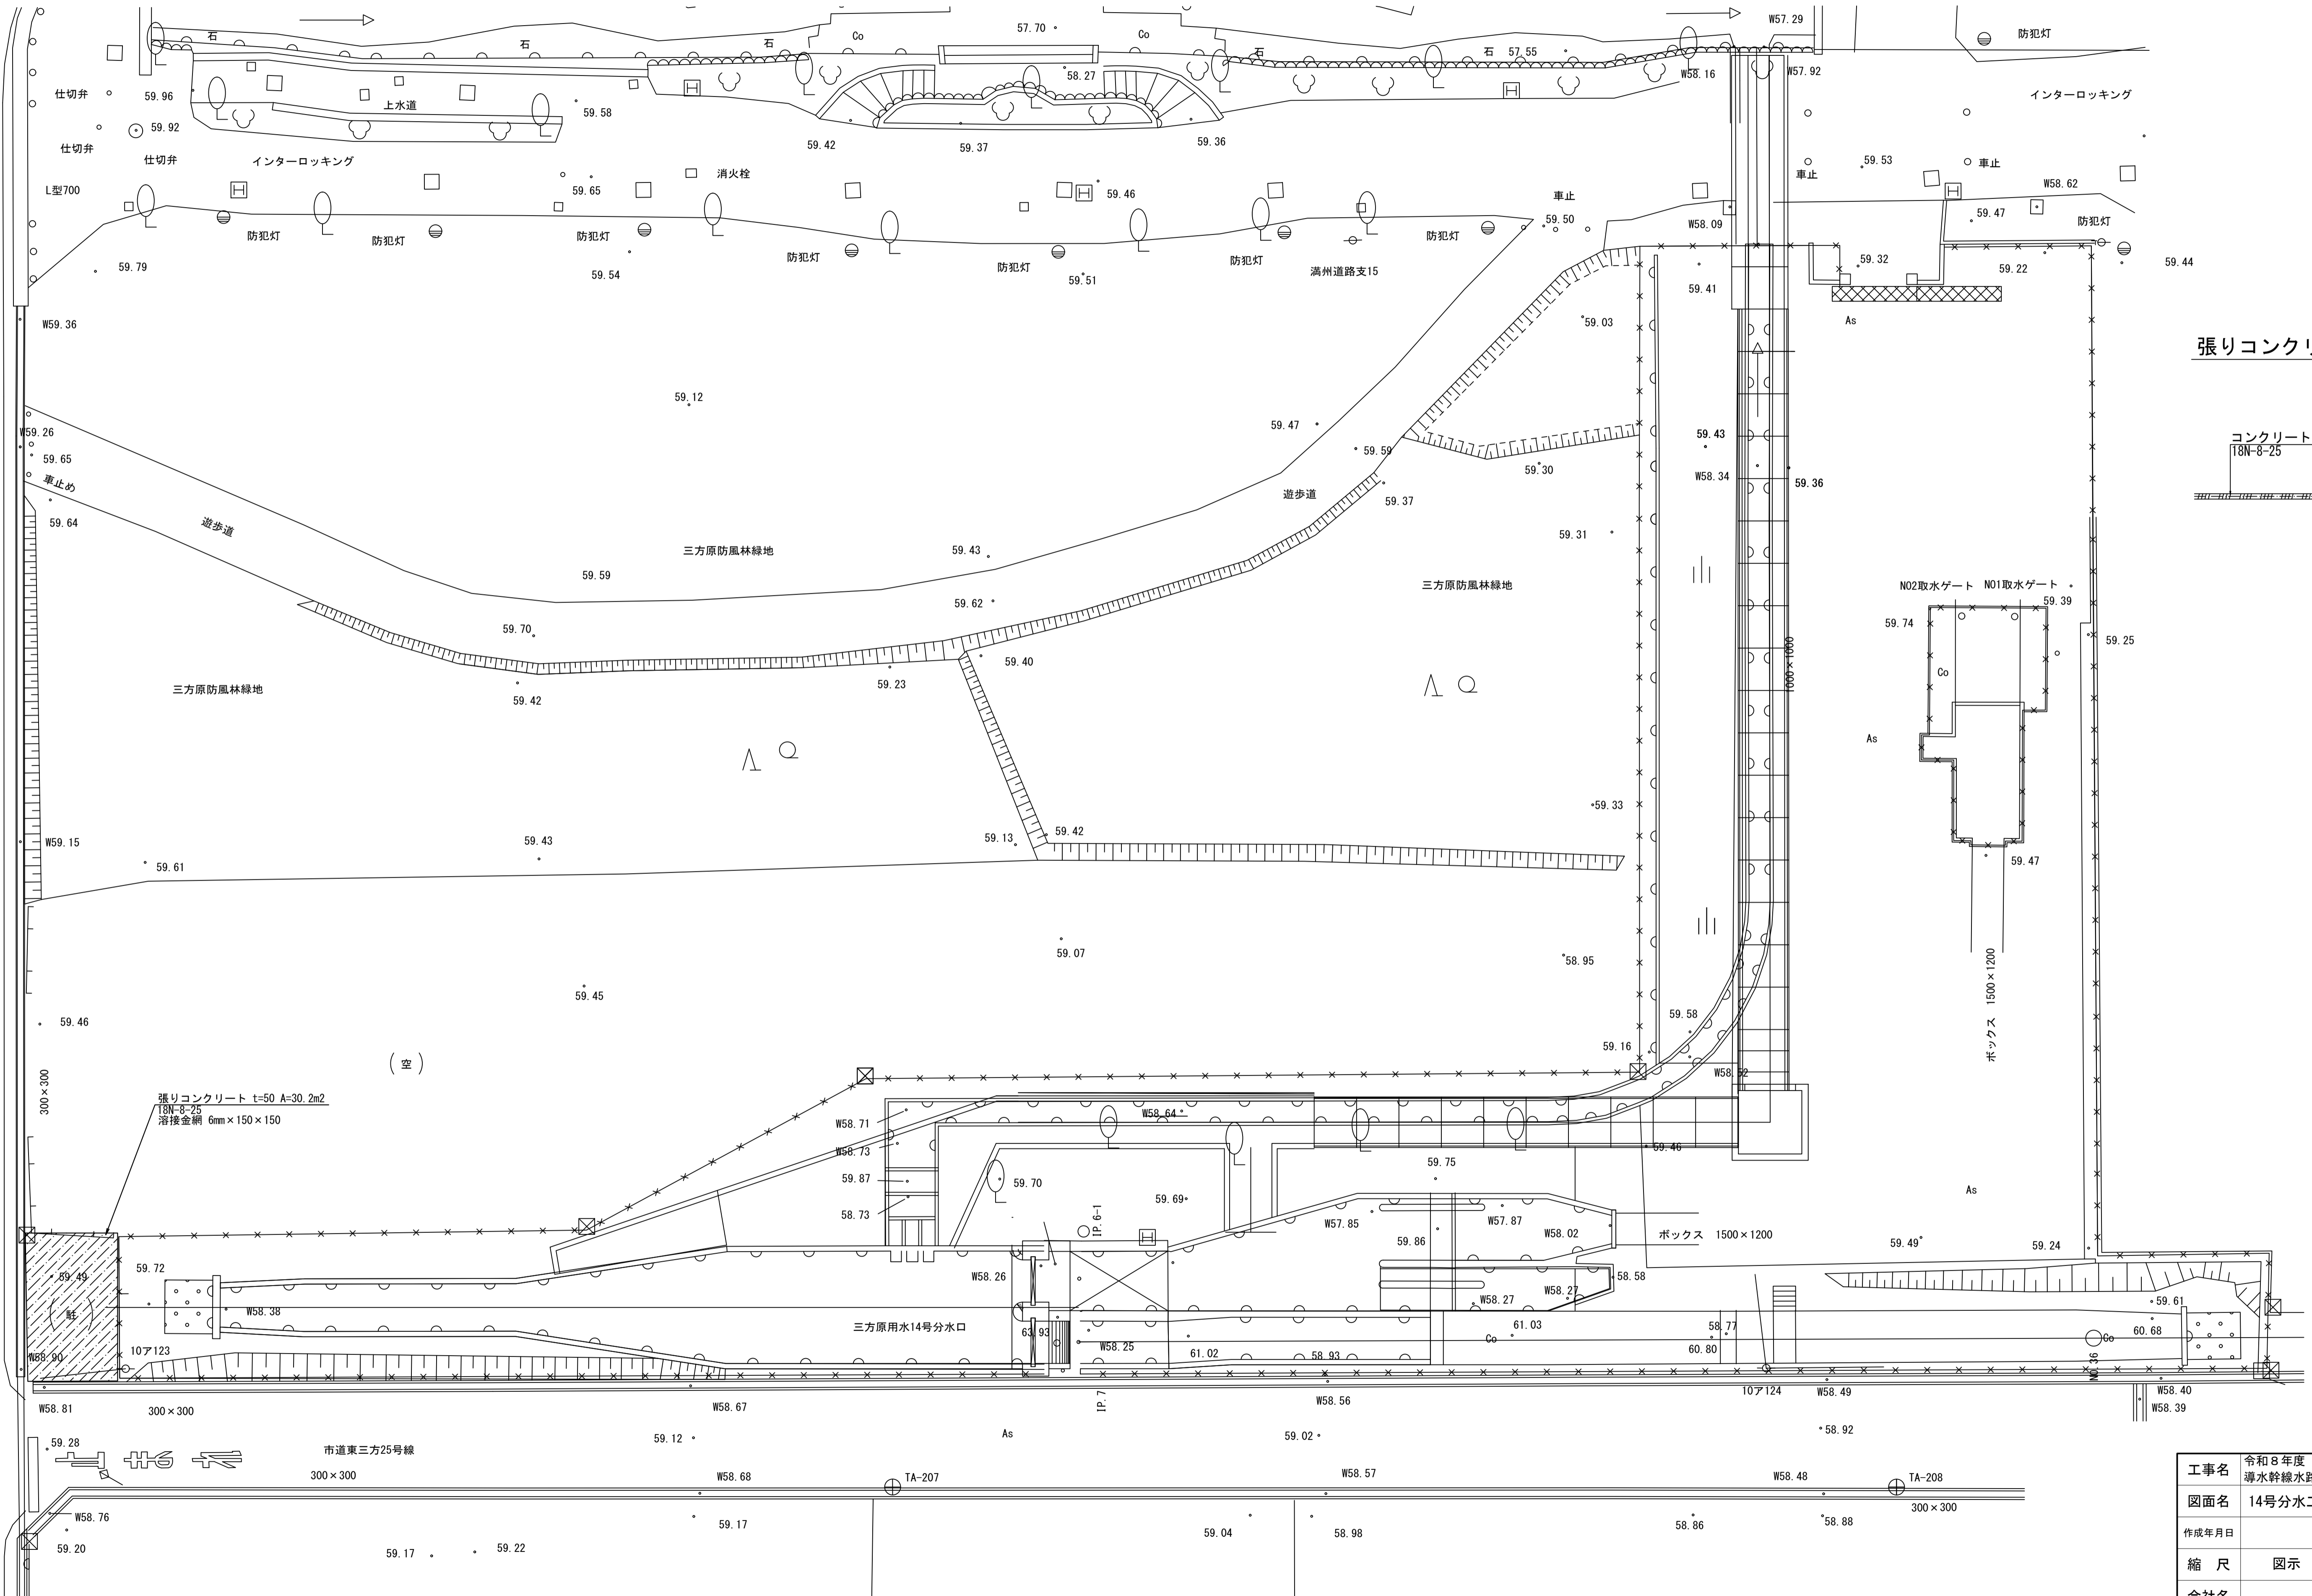 57.70
W57.29
石
石
石
Co
Co
石
石 57.55
防犯灯
58.27
W58.16
W57.92
仕切弁
59.96
上水道
59.58
インターロッキング
59.92
仕切弁
仕切弁
インターロッキング
59.42
59.37
59.36
59.53
車止
車止
L型700
59.65
消火栓
59.46
車止
W58.62
59.50
W58.09
59.47
防犯灯
防犯灯
防犯灯
防犯灯
防犯灯
防犯灯
防犯灯
防犯灯
満州道路支15
59.79
59.54
59.51
59.41
59.32
59.22
59.44
W59.36
59.03
As
張りコンクリ
59.12
W59.26
59.47
59.43
コンクリート
18N-8-25
59.65
59.59
車止め
59.30
W58.34
59.36
遊歩道
59.37
59.64
遊歩道
59.31
三方原防風林緑地
59.43
59.59
三方原防風林緑地
NO2取水ゲート
NO1取水ゲート
59.62
59.39
59.70
59.74
59.25
59.40
1000×1000
Co
59.23
三方原防風林緑地
59.42
As
59.33
W59.15
59.43
59.13
59.42
59.61
59.47
59.07
58.95
ボックス 1500×1200
59.45
59.46
59.58
59.16
(空)
W58.52
300×300
張りコンクリート t=50 A=30.2m2
18N-8-25
溶接金網 6mm×150×150
W58.71
W58.64
W58.73
59.46
59.75
59.87
59.70
58.73
59.69
As
IP.6-1
W57.85
W57.87
W58.02
59.86
ボックス 1500×1200
59.49
59.24
59.72
59.49
W58.26
58.58
W58.27
W58.27
(駐)
W58.38
59.61
三方原用水14号分水口
63.93
W58.25
61.02
58.93
61.03
Co
58.77
60.80
60.68
Co
10ア123
W58.90
NO.36
10ア124
W58.49
W58.40
W58.39
W58.81
300×300
W58.67
IP.7
W58.56
59.28
59.12
As
59.02
58.92
市道東三方25号線
300×300
W58.68
TA-207
W58.57
W58.48
TA-208
300×300
W58.76
59.20
59.17
59.04
58.98
58.86
58.88
59.17
59.22
工事名
令和8年度
導水幹線水路
図面名
14号分水工
作成年月日
縮 尺
図示